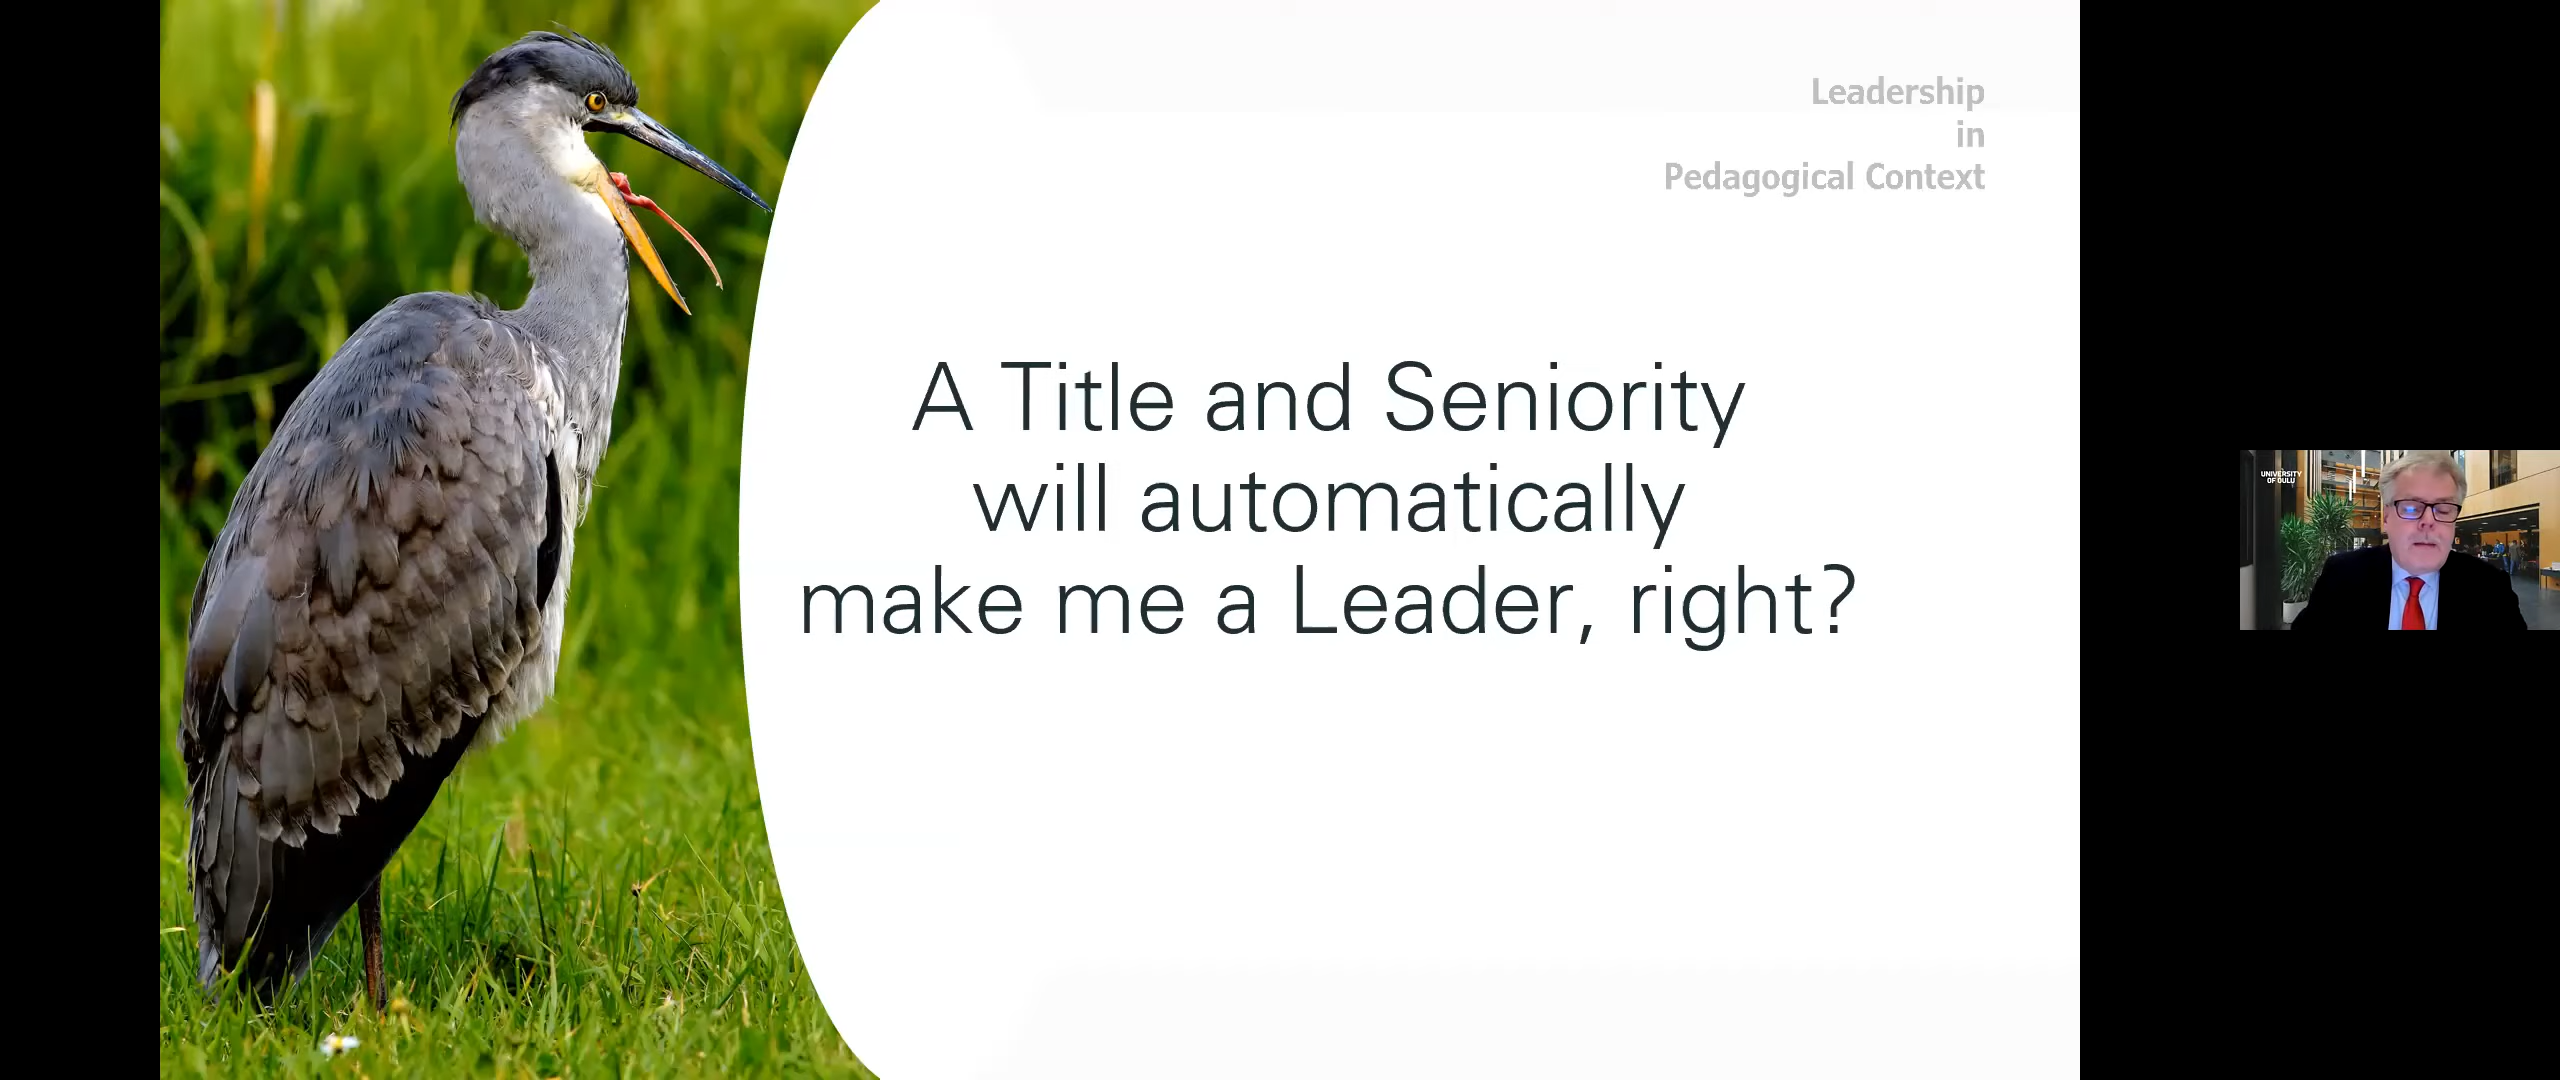 Leadership
in
Pedagogical Context
A Title and Seniority
will automatically
make me a Leader, right?
UNIVERSITY
OF OULU